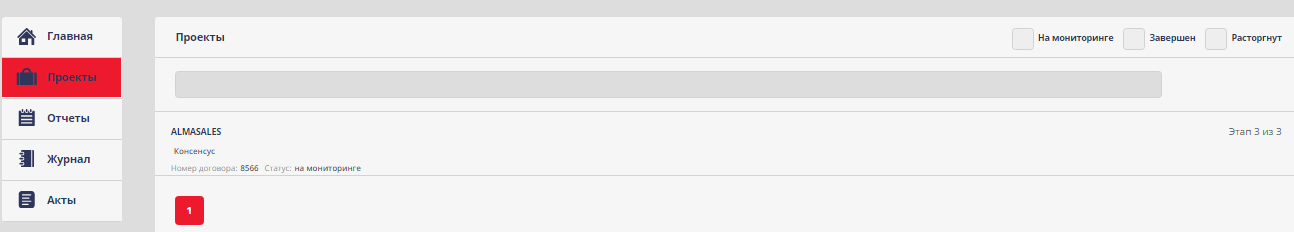 Главная
Проекты
Отчеты
Журнал
Акты
Проекты
На мониторинге Завершен Расторгнут
ALMASALES Этап 3 из 3
Консенсус
Номер договора: 8566 Статус: на мониторинге
1